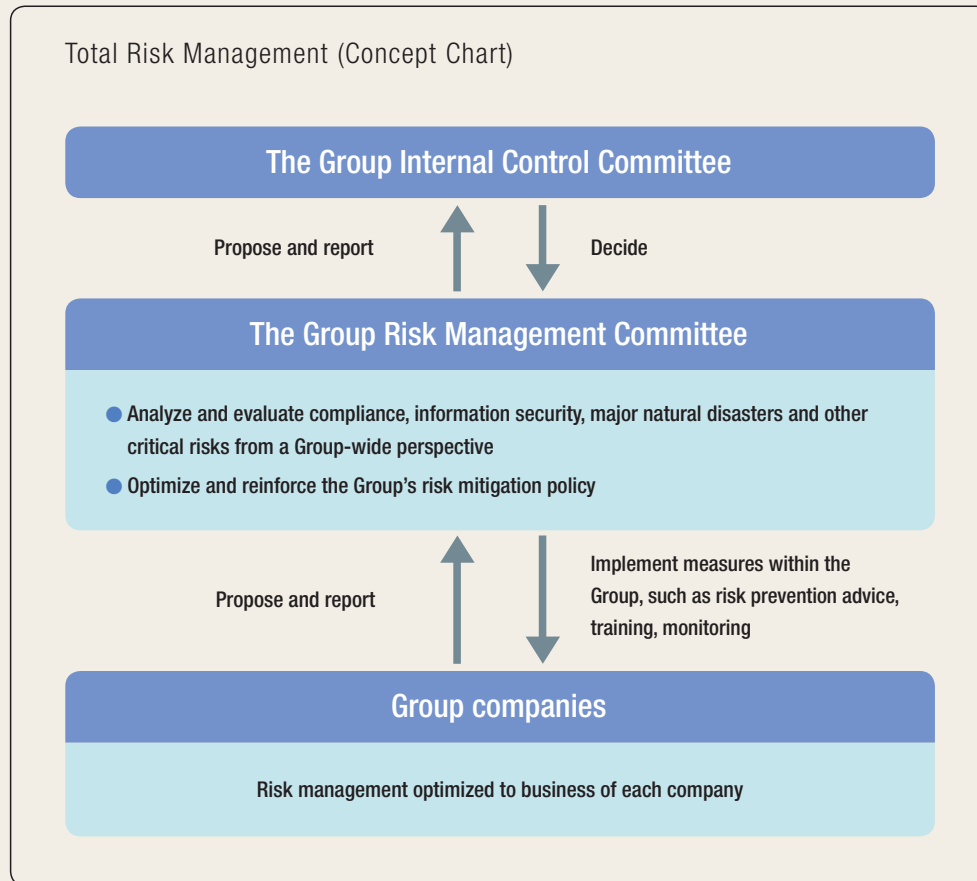 Total Risk Management (Concept Chart)
The Group Internal Control Committee
Propose and report
Decide
The Group Risk Management Committee
● Analyze and evaluate compliance, information security, major natural disasters and other
critical risks from a Group-wide perspective
● Optimize and reinforce the Group’s risk mitigation policy
Propose and report
Implement measures within the
Group, such as risk prevention advice,
training, monitoring
Group companies
Risk management optimized to business of each company